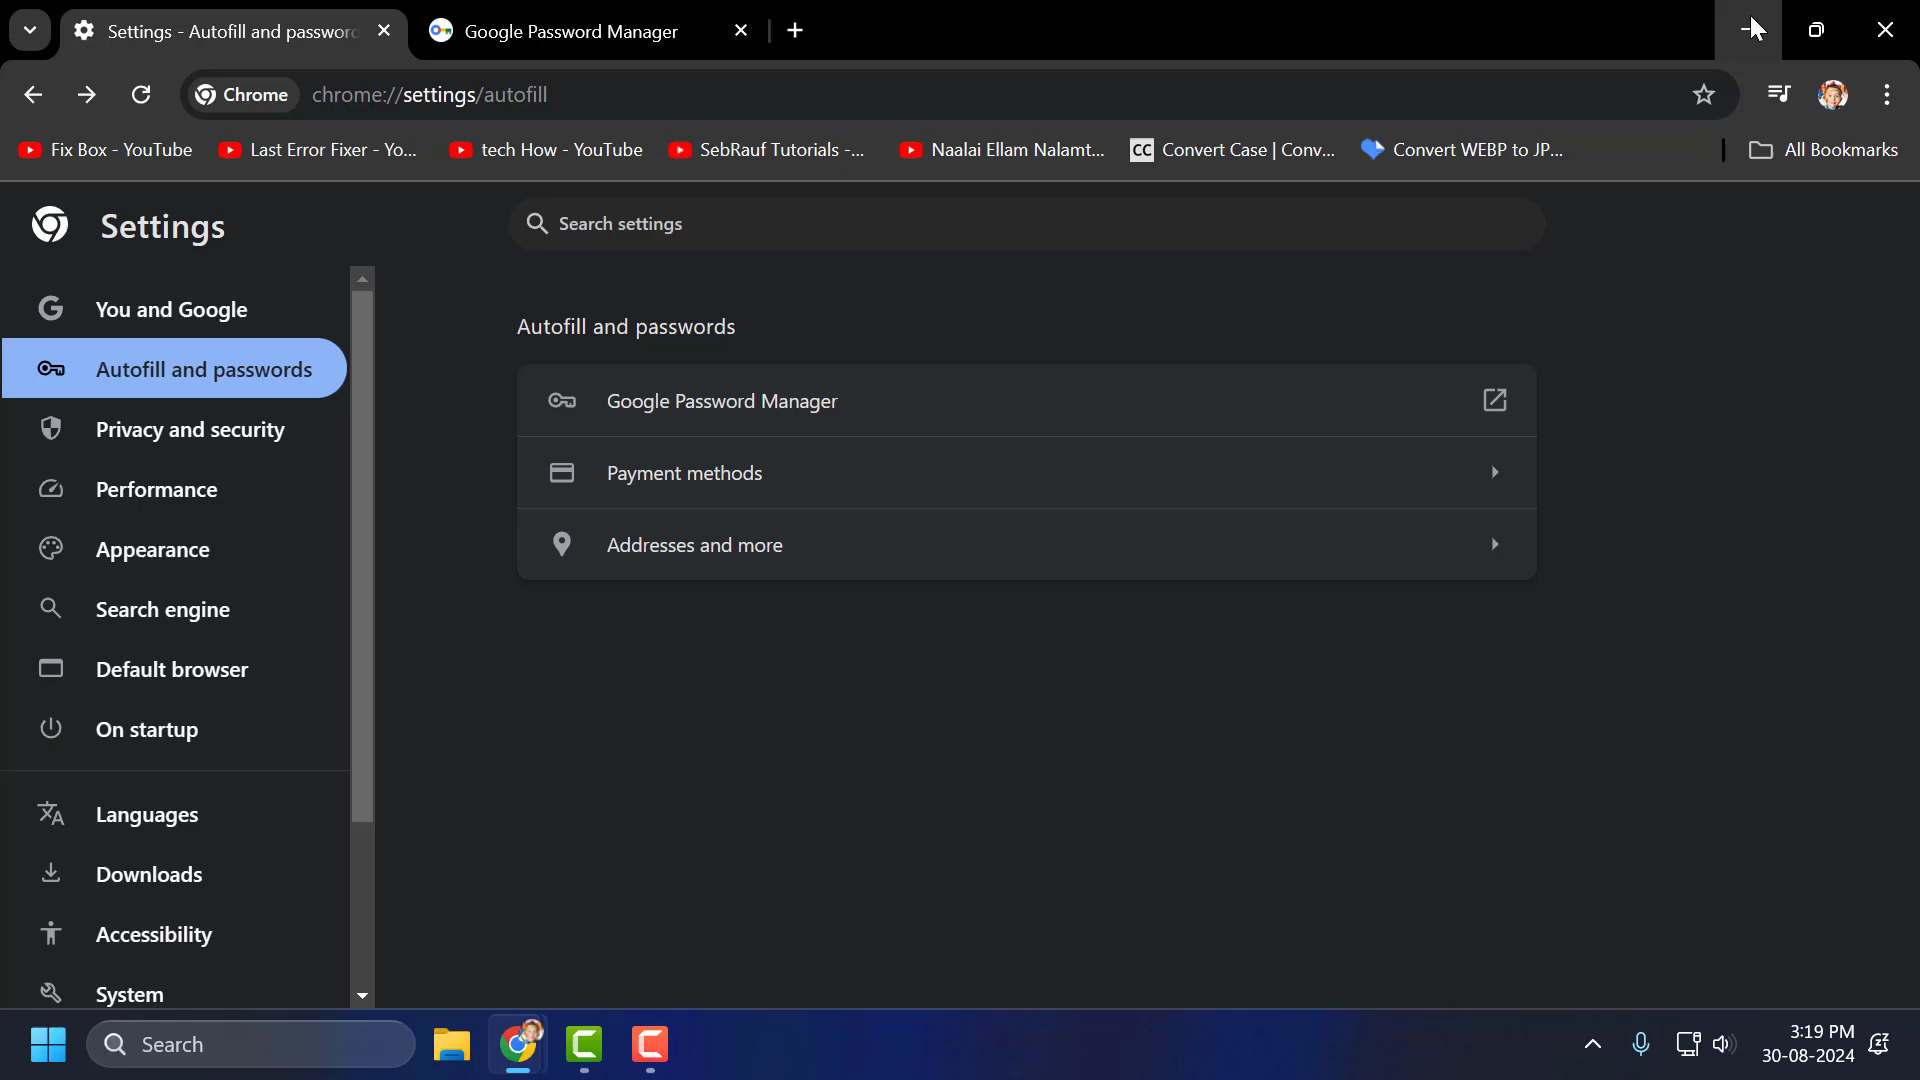 Settings - Autofill and password
Google Password Manager
Chrome
chrome://settings/autofill
Fix Box - YouTube
Last Error Fixer - Yo...
tech How - YouTube
SebRauf Tutorials -...
Naalai Ellam Nalamt...
CC
Convert Case | Conv...
Convert WEBP to JP...
All Bookmarks
Settings
Search settings
You and Google
Autofill and passwords
Privacy and security
Performance
Appearance
Search engine
Default browser
On startup
Languages
Downloads
Accessibility
System
Autofill and passwords
Google Password Manager
Payment methods
Addresses and more
Search
3:19 PM
30-08-2024